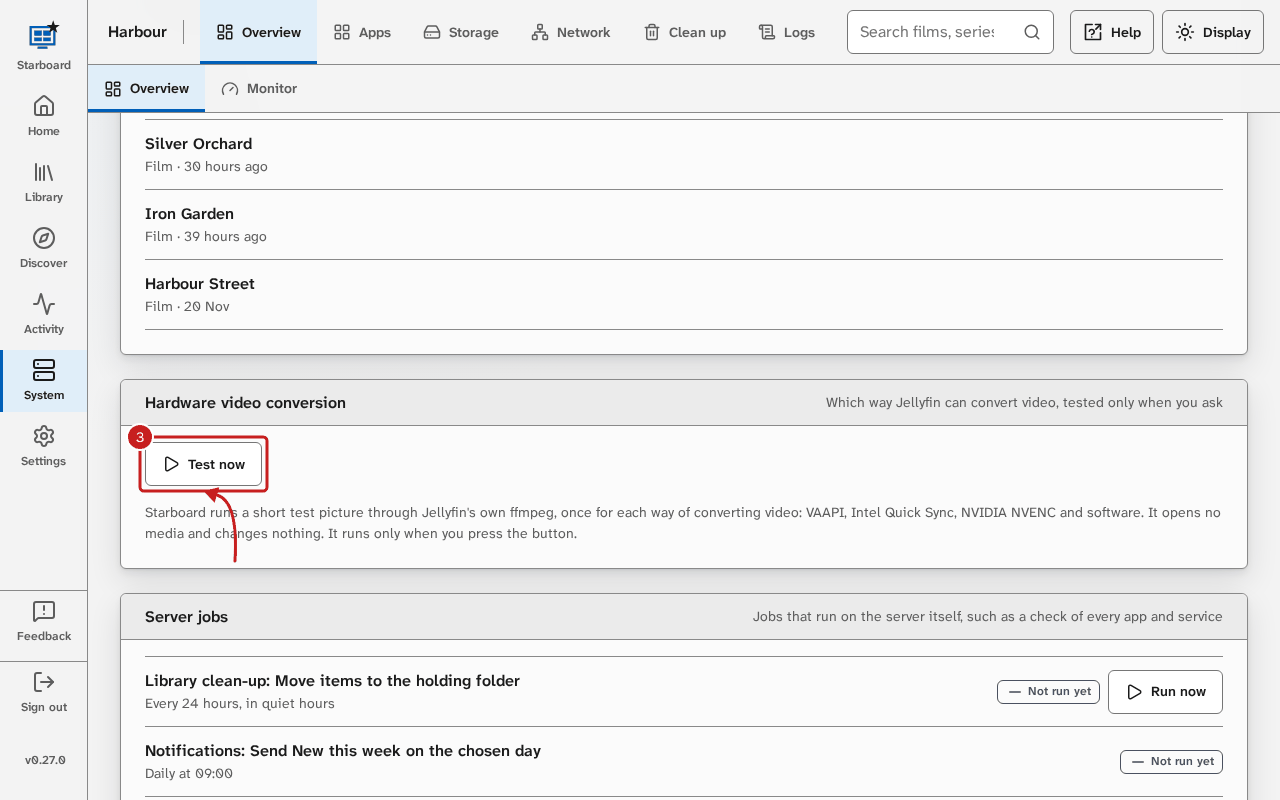 Starboard
Home
Library
Discover
Activity
System
Settings
Feedback
Sign out
v0.27.0
Harbour
Overview
Apps
Storage
Network
Clean up
Logs
Search films, series
Help
Display
Overview
Monitor
Silver Orchard
Film · 30 hours ago
Iron Garden
Film · 39 hours ago
Harbour Street
Film · 20 Nov
Hardware video conversion
Which way Jellyfin can convert video, tested only when you ask
3
Test now
Starboard runs a short test picture through Jellyfin's own ffmpeg, once for each way of converting video: VAAPI, Intel Quick Sync, NVIDIA NVENC and software. It opens no
media and changes nothing. It runs only when you press the button.
Server jobs
Jobs that run on the server itself, such as a check of every app and service
Library clean-up: Move items to the holding folder
Every 24 hours, in quiet hours
— Not run yet
Run now
Notifications: Send New this week on the chosen day
Daily at 09:00
— Not run yet